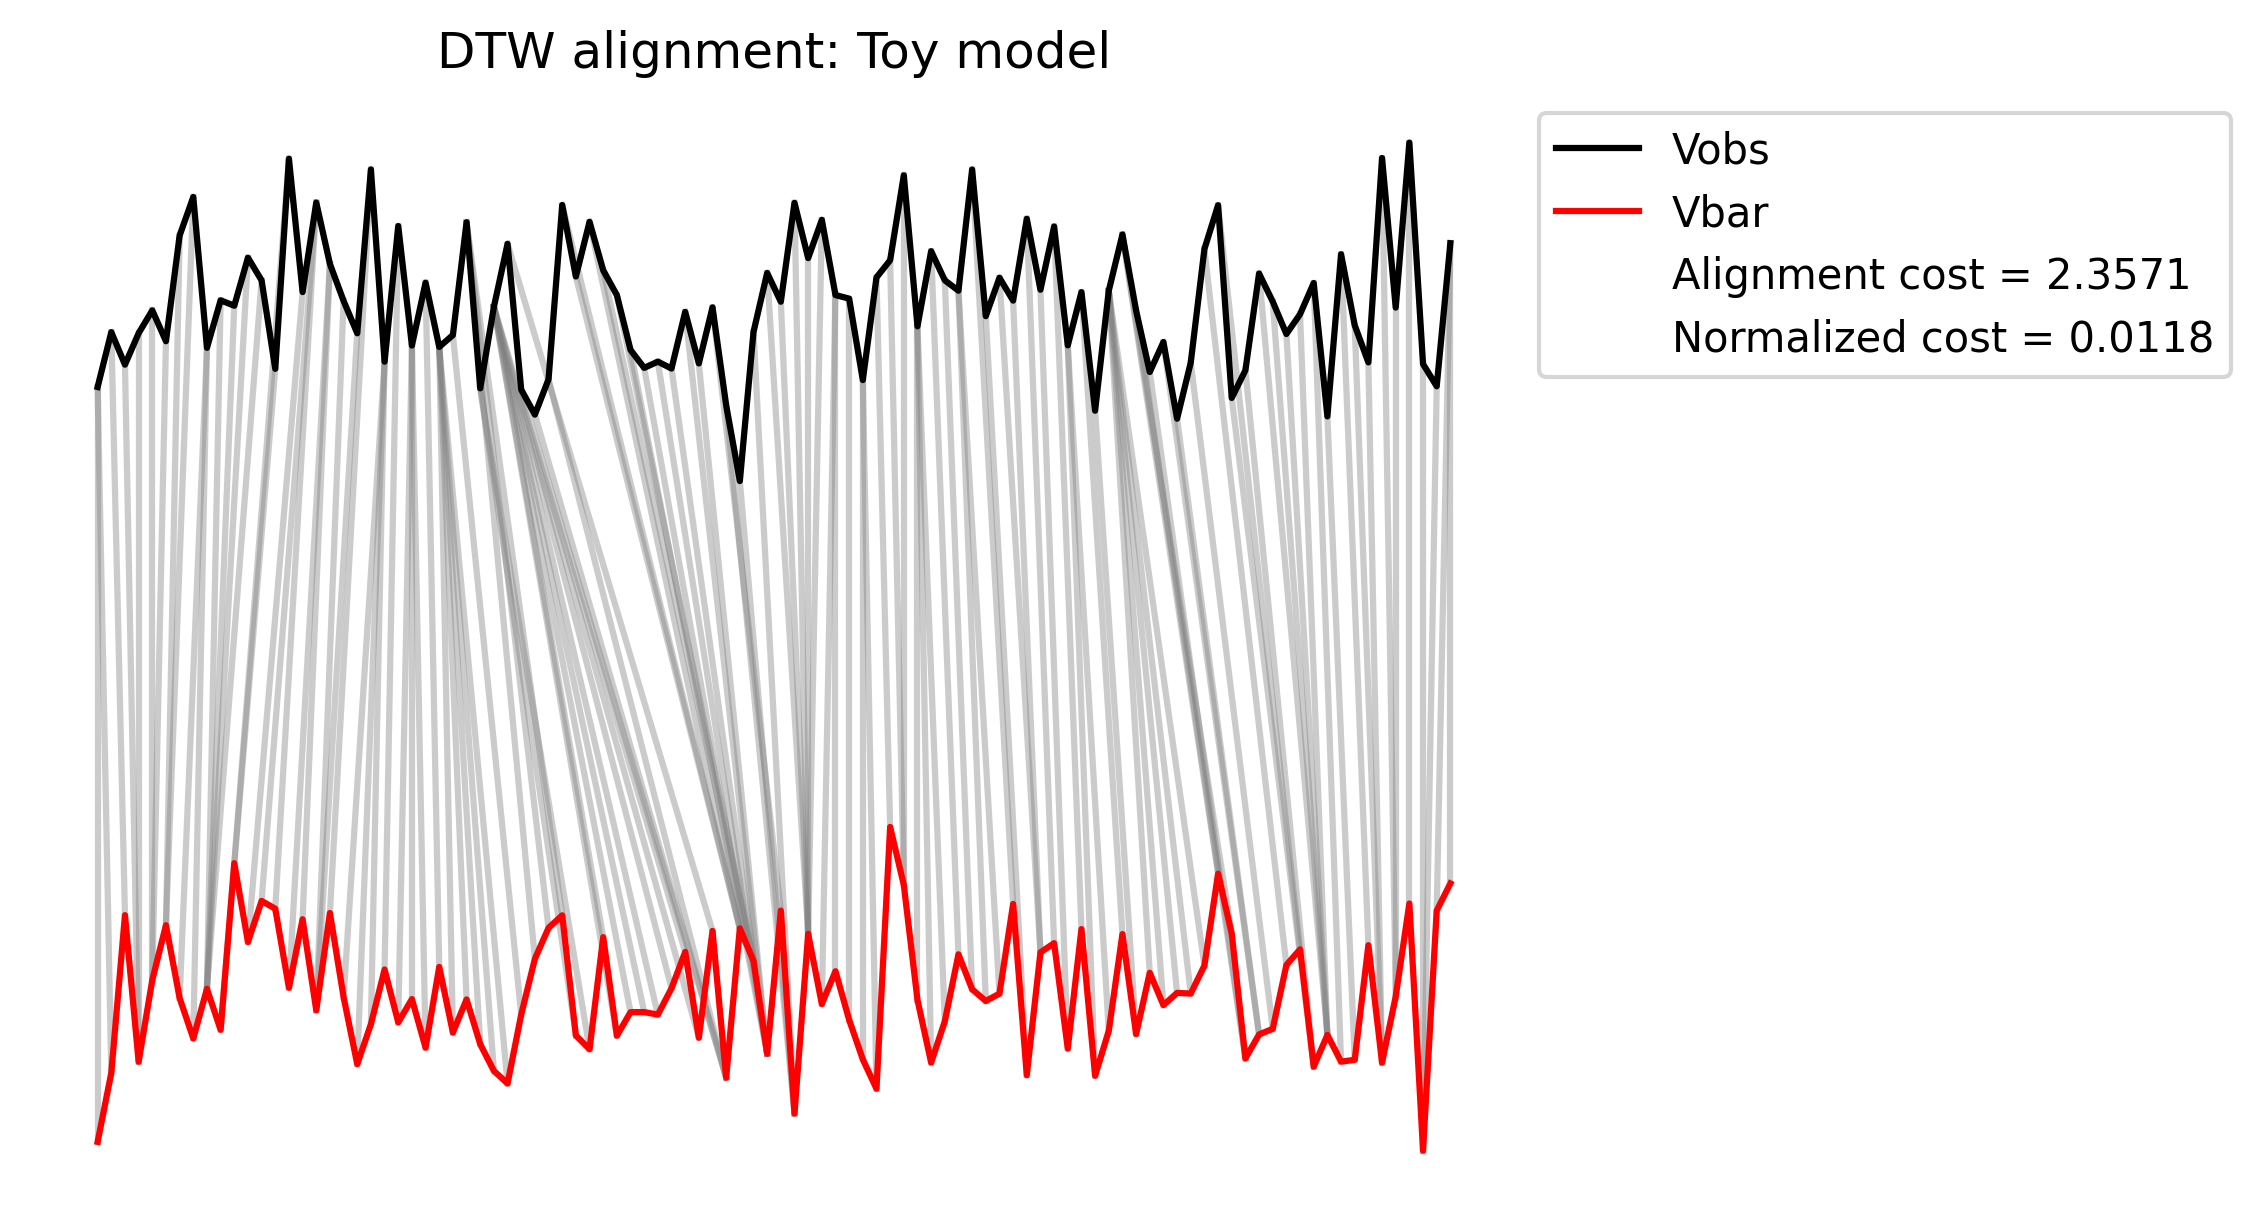 DTW alignment: Toy model
Vobs
Vbar
Alignment cost = 2.3571
Normalized cost = 0.0118